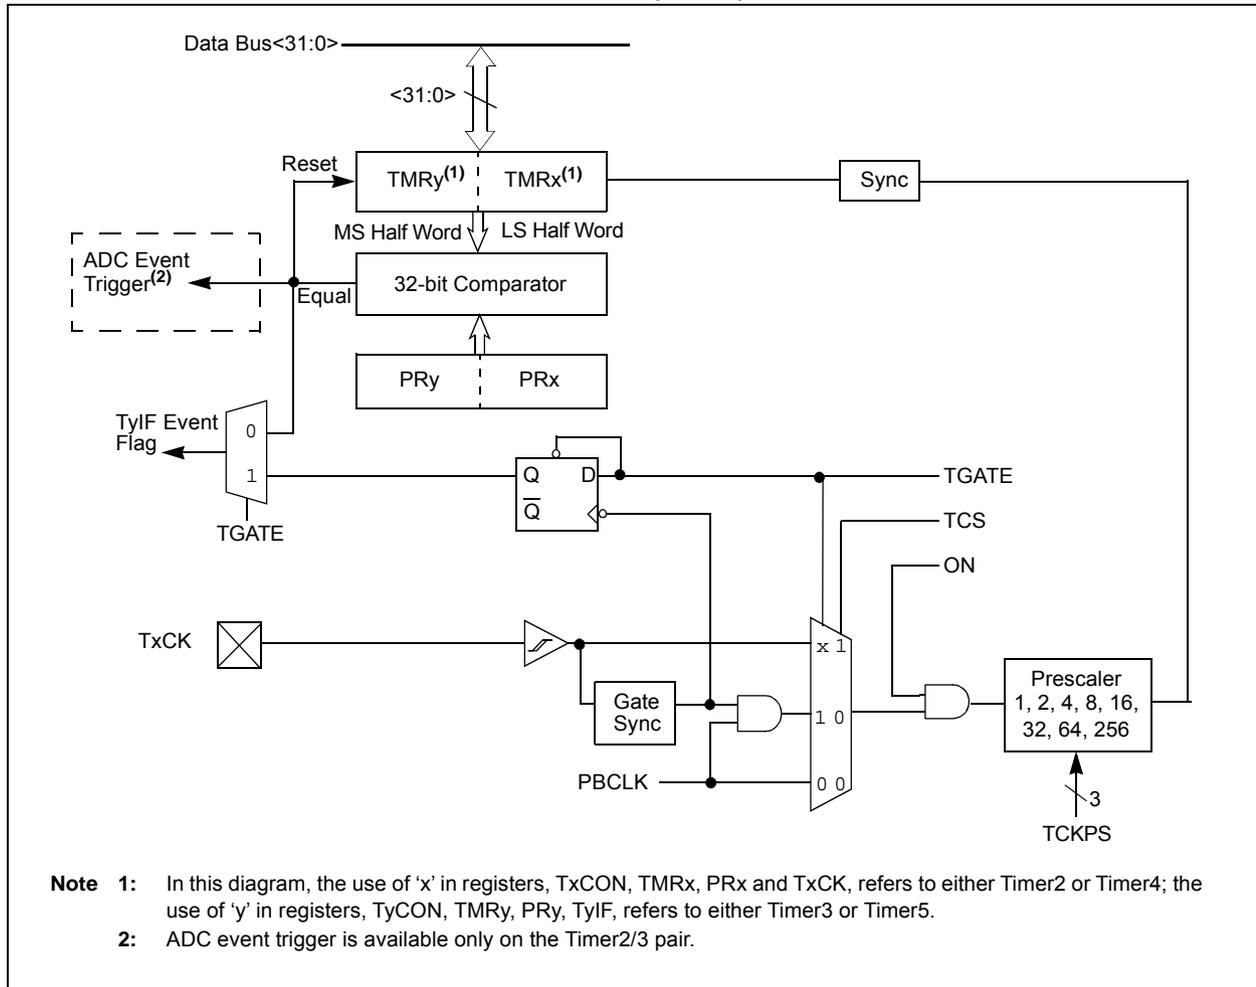 Data Bus<31:0>
<31:0>
Reset
TMRy(1)
TMRx(1)
Sync
MS Half Word
LS Half Word
ADC Event
Trigger(2)
Equal
32-bit Comparator
PRy
PRx
TyIF Event
Flag
0
1
TGATE
Q
D
Q
TGATE
TCS
ON
TxCK
x 1
Gate
Sync
1 0
Prescaler
1, 2, 4, 8, 16,
32, 64, 256
PBCLK
0 0
3
TCKPS
Note 1: In this diagram, the use of ‘x’ in registers, TxCON, TMRx, PRx and TxCK, refers to either Timer2 or Timer4; the
use of ‘y’ in registers, TyCON, TMRy, PRy, TyIF, refers to either Timer3 or Timer5.
2: ADC event trigger is available only on the Timer2/3 pair.